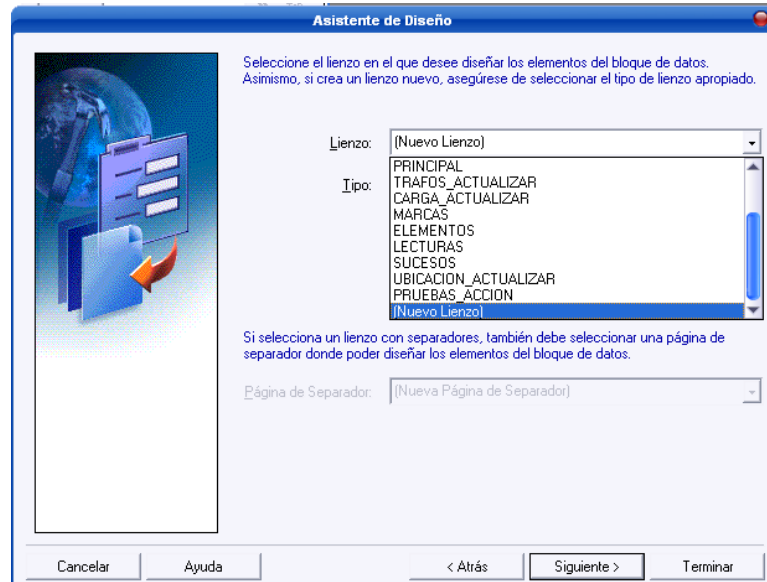 Asistente de Diseño
Seleccione el lienzo en el que desee diseñar los elementos del bloque de datos.
Asimismo, si crea un lienzo nuevo, asegúrese de seleccionar el tipo de lienzo apropiado.
Lienzo: (Nuevo Lienzo)
PRINCIPAL
Tipo: TRAFOS_ACTUALIZAR
CARGA_ACTUALIZAR
MARCAS
ELEMENTOS
LECTURAS
SUCESOS
UBICACION_ACTUALIZAR
PRUEBAS_ACCION
(Nuevo Lienzo)
Si selecciona un lienzo con separadores, también debe seleccionar una página de
separador donde poder diseñar los elementos del bloque de datos.
Página de Separador: (Nueva Página de Separador)
Cancelar Ayuda < Atrás Siguiente > Terminar